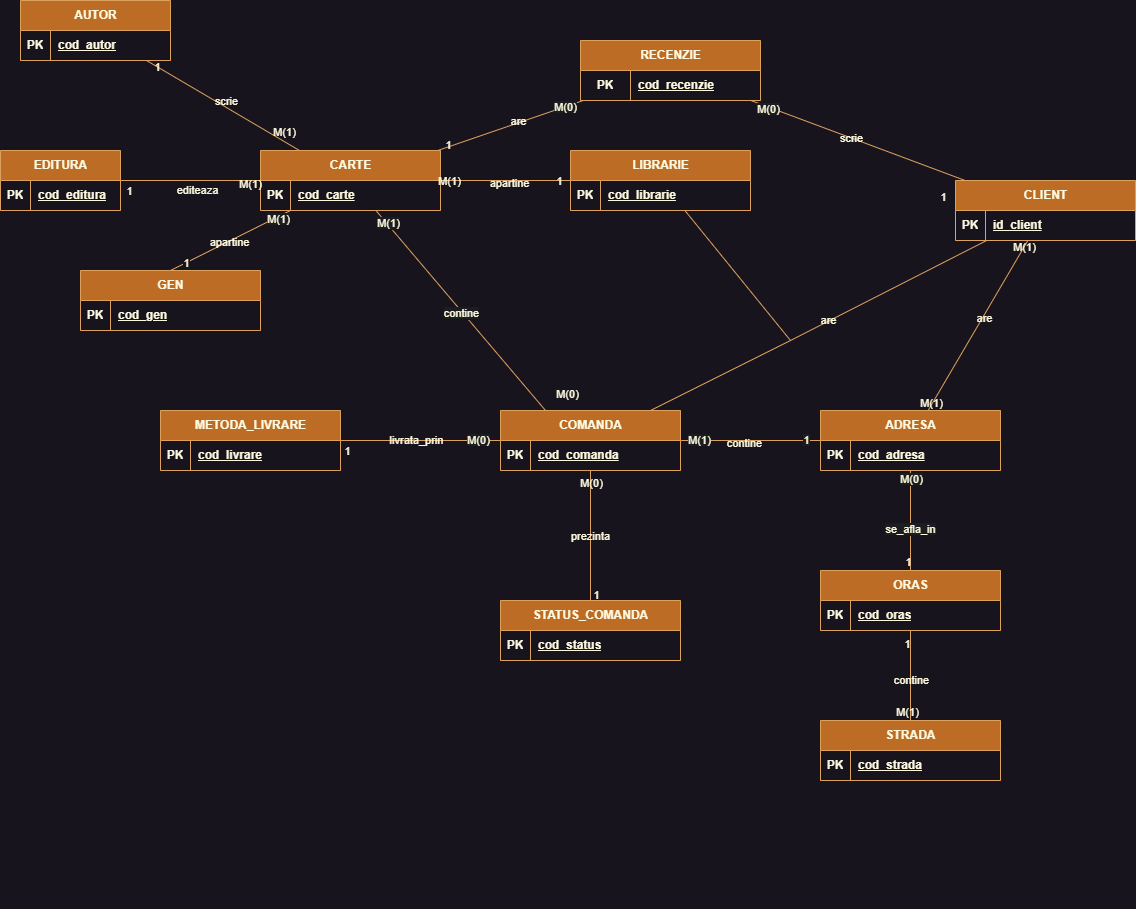 AUTOR
PK cod_autor
1
scrie
M(1)
RECENZIE
PK cod_recenzie
M(0)
M(0)
are
1
scrie
EDITURA
PK cod_editura
1
editeaza
M(1)
CARTE
PK cod_carte
M(1)
apartine
1
LIBRARIE
PK cod_librarie
1
CLIENT
PK id_client
M(1)
M(1)
M(1)
apartine
1
GEN
PK cod_gen
contine
are
are
M(0)
M(1)
METODA_LIVRARE
PK cod_livrare
1
livrata_prin
M(0)
COMANDA
PK cod_comanda
M(1)
contine
1
ADRESA
PK cod_adresa
M(0)
M(0)
prezinta
se_afla_in
1
1
STATUS_COMANDA
PK cod_status
ORAS
PK cod_oras
1
contine
M(1)
STRADA
PK cod_strada